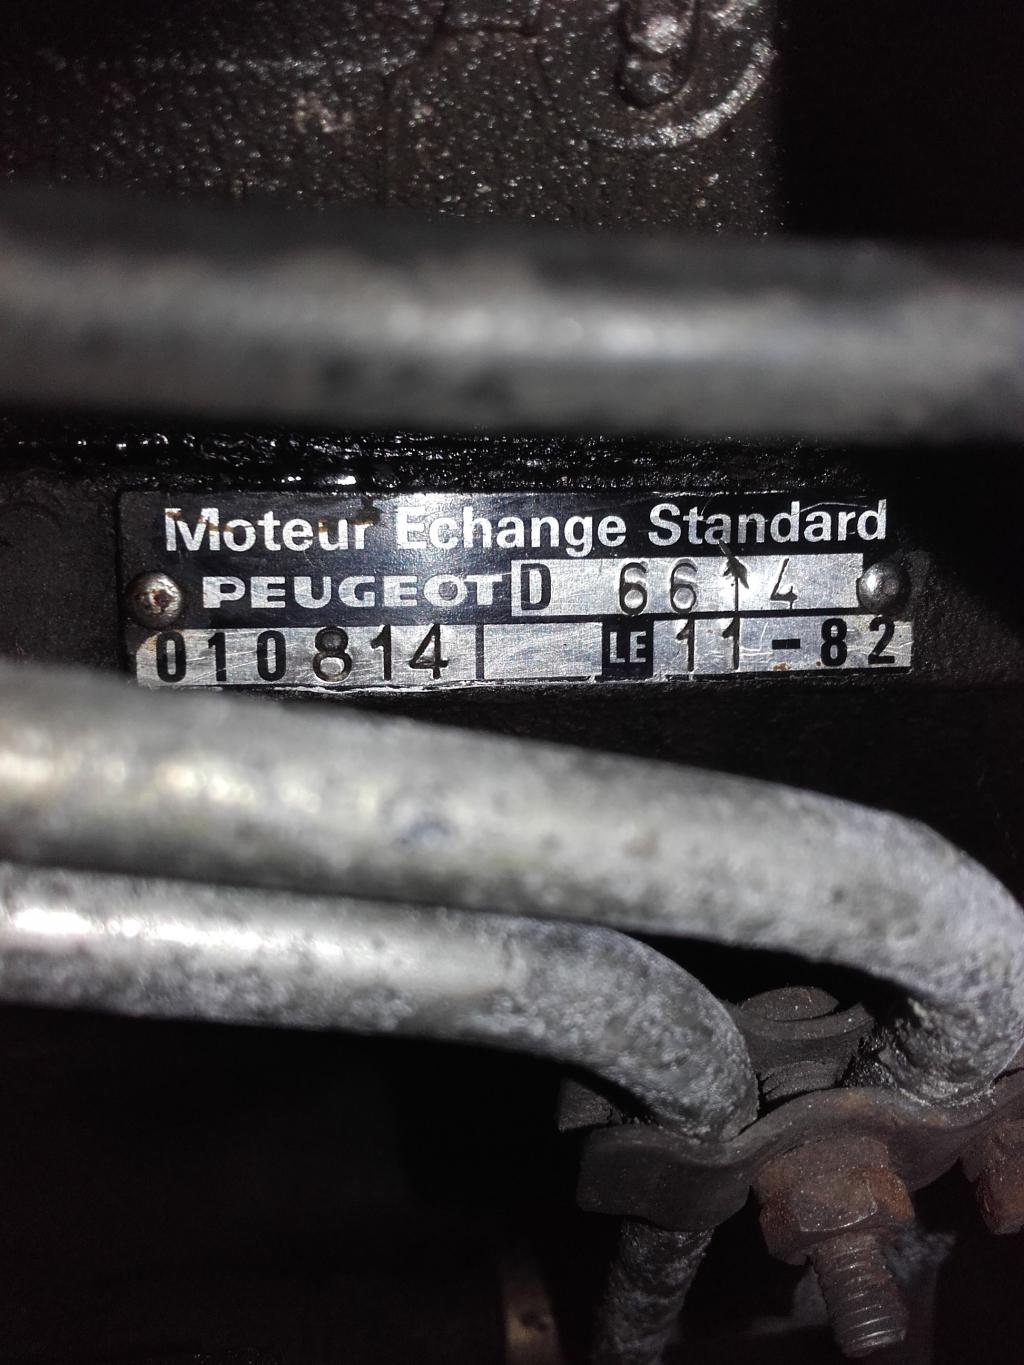 Moteur Echange Standard
PEUGEOT D 6614
010814 LE 11-82